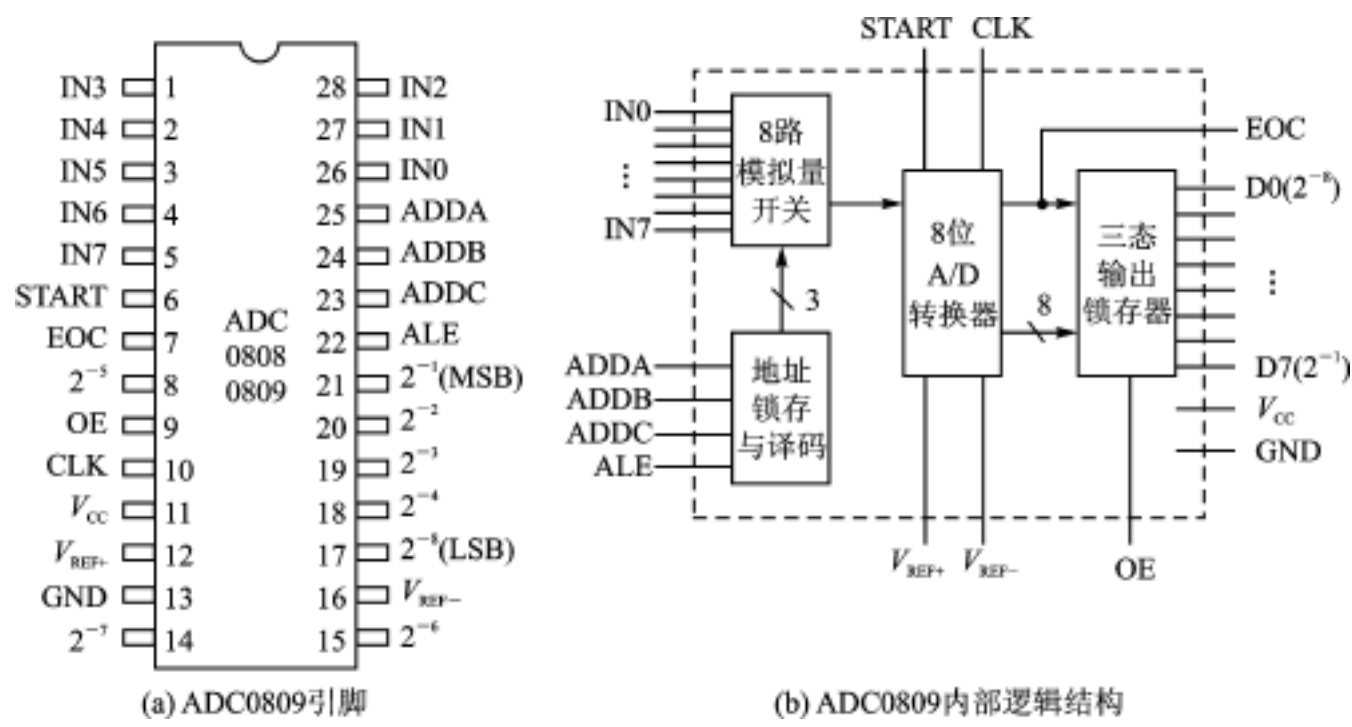 IN3 1 28 IN2
IN4 2 27 IN1
IN5 3 26 IN0
IN6 4 25 ADDA
IN7 5 24 ADDB
START 6 23 ADDC
EOC 7 22 ALE
2⁻⁵ 8 21 2⁻¹(MSB)
OE 9 20 2⁻²
CLK 10 19 2⁻³
V_CC 11 18 2⁻⁴
V_REF+ 12 17 2⁻⁸(LSB)
GND 13 16 V_REF−
2⁻⁷ 14 15 2⁻⁶
ADC
0808
0809
(a) ADC0809引脚
START CLK
IN0
⋮
IN7
8路
模拟量
开关
3
ADDA
ADDB
ADDC
ALE
地址
锁存
与译码
8位
A/D
转换器
8
三态
输出
锁存器
EOC
D0(2⁻⁸)
⋮
D7(2⁻¹)
V_CC
GND
V_REF+ V_REF− OE
(b) ADC0809内部逻辑结构